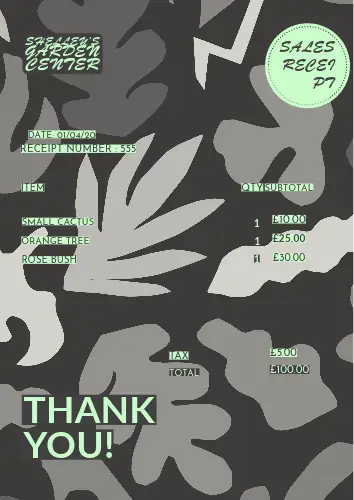 SHELLEY'S
GARDEN
CENTER
SALES
RECEI
PT
DATE: 01/04/20
RECEIPT NUMBER : 555
ITEM QTY SUBTOTAL
SMALL CACTUS 1 £10.00
ORANGE TREE 1 £25.00
ROSE BUSH 1 £30.00
TAX £5.00
TOTAL £100.00
THANK
YOU!